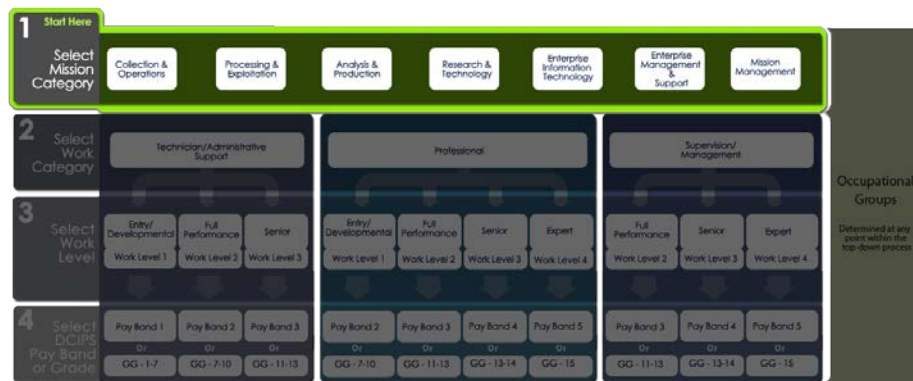 1 Start Here
Select
Mission
Category
Collection &
Operations
Processing &
Exploitation
Analysis &
Production
Research &
Technology
Enterprise
Information
Technology
Enterprise
Management
&
Support
Mission
Management
2 Select
Work
Category
Technician/Administrative
Support
Professional
Supervision/
Management
3 Select
Work
Level
Entry/
Developmental
Full
Performance
Senior
Entry/
Developmental
Full
Performance
Senior
Expert
Full
Performance
Senior
Expert
Work Level 1
Work Level 2
Work Level 3
Work Level 1
Work Level 2
Work Level 3
Work Level 4
Work Level 2
Work Level 3
Work Level 4
4 Select
DCIPS
Pay Band
or Grade
Pay Band 1
Pay Band 2
Pay Band 3
Pay Band 2
Pay Band 3
Pay Band 4
Pay Band 5
Pay Band 3
Pay Band 4
Pay Band 5
Or
Or
Or
Or
Or
Or
Or
Or
Or
Or
GG - 1-7
GG - 7-10
GG - 11-13
GG - 7-10
GG - 11-13
GG - 13-14
GG - 15
GG - 11-13
GG - 13-14
GG - 15
Occupational
Groups
Determined at any
point within the
top-down process